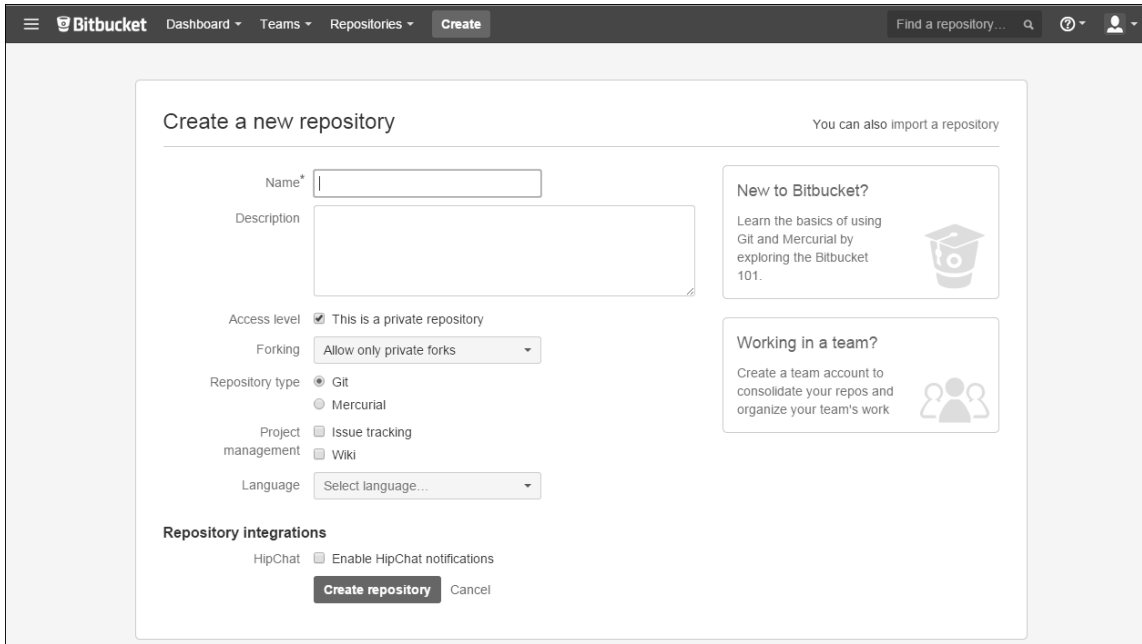 Bitbucket Dashboard Teams Repositories Create Find a repository...
Create a new repository
You can also import a repository
Name*
Description
Access level This is a private repository
Forking Allow only private forks
Repository type Git
Mercurial
Project management
Issue tracking
Wiki
Language Select language...
Repository integrations
HipChat Enable HipChat notifications
Create repository Cancel
New to Bitbucket?
Learn the basics of using
Git and Mercurial by
exploring the Bitbucket
101.
Working in a team?
Create a team account to
consolidate your repos and
organize your team's work